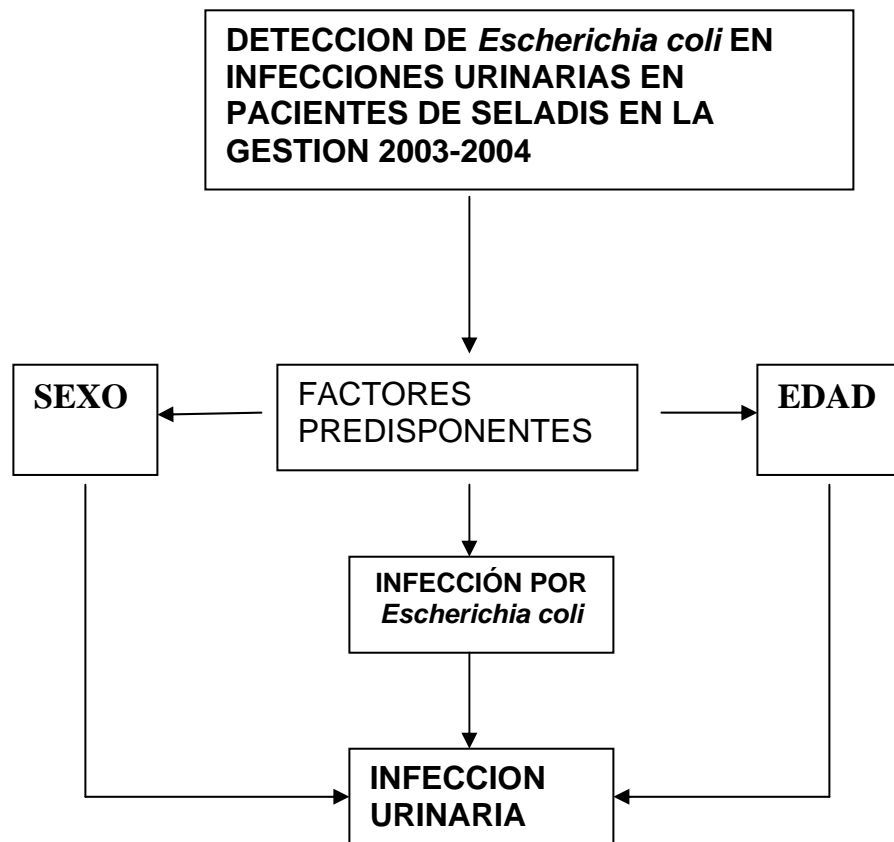 DETECCION DE Escherichia coli EN
INFECCIONES URINARIAS EN
PACIENTES DE SELADIS EN LA
GESTION 2003-2004
SEXO
FACTORES
PREDISPONENTES
EDAD
INFECCIÓN POR
Escherichia coli
INFECCION
URINARIA